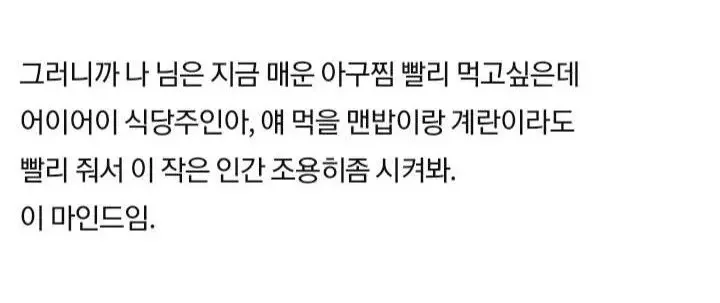 그러니까 나 님은 지금 매운 아구찜 빨리 먹고싶은데
어이어이 식당주인아, 얘 먹을 맨밥이랑 계란이라도
빨리 줘서 이 작은 인간 조용히좀 시켜봐.
이 마인드임.